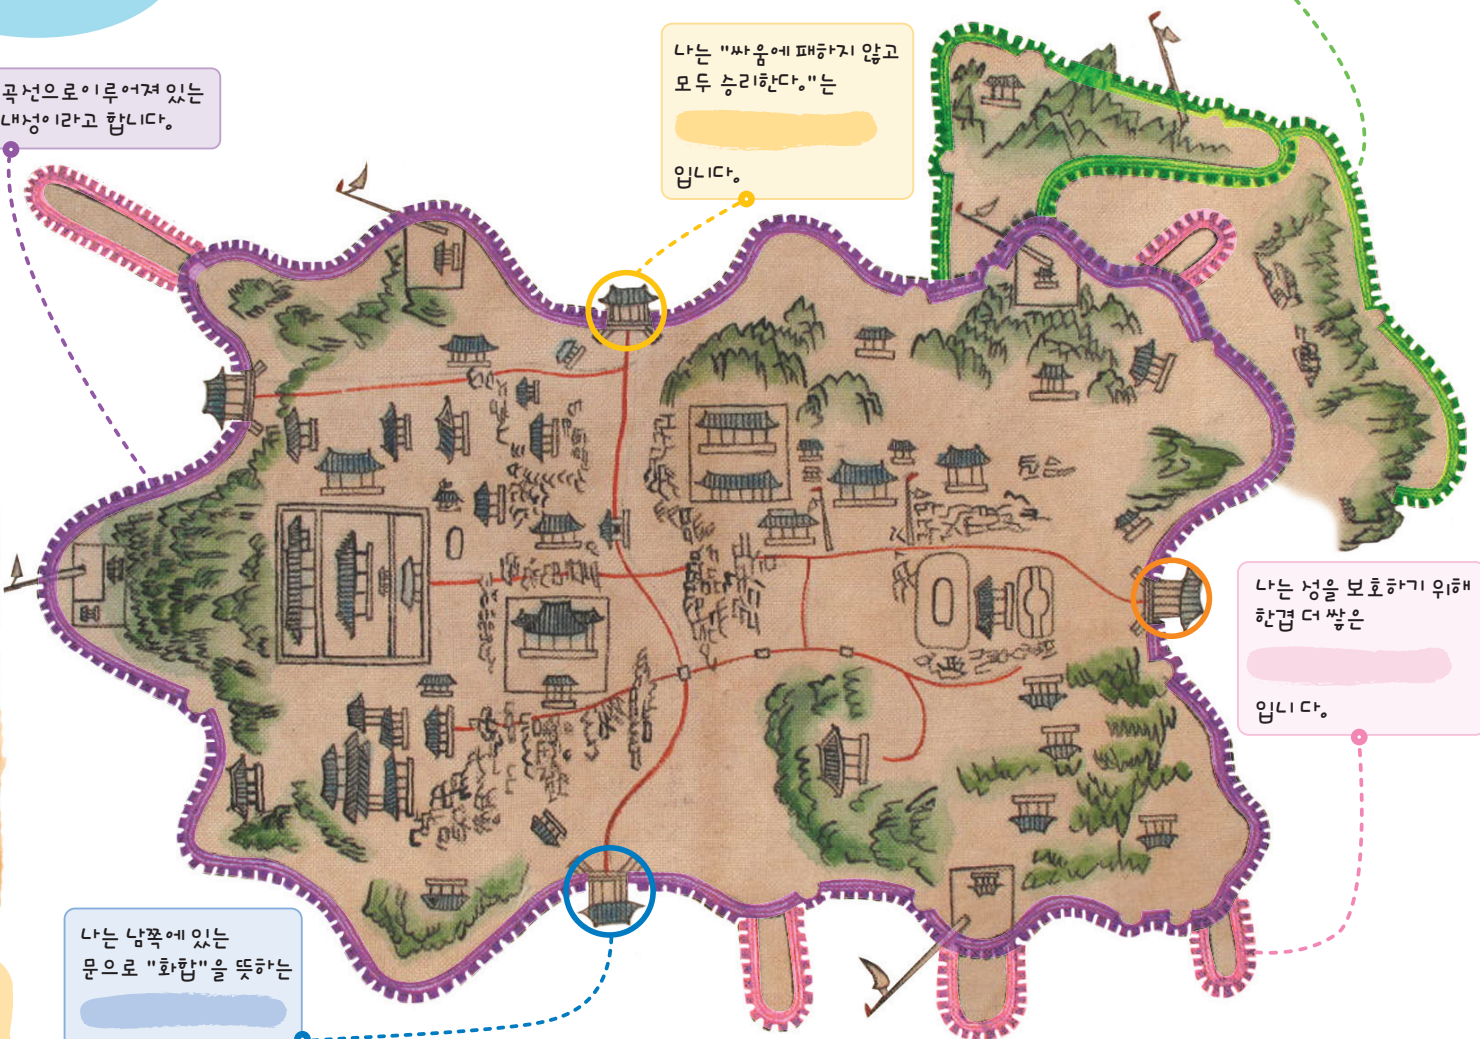 곡선으로 이루어져 있는
내성이라고 합니다.
나는 "싸움에 패하지 않고
모두 승리한다."는
입니다.
나는 성을 보호하기 위해
한겹 더 쌓은
입니다.
나는 남쪽에 있는
문으로 "화합"을 뜻하는